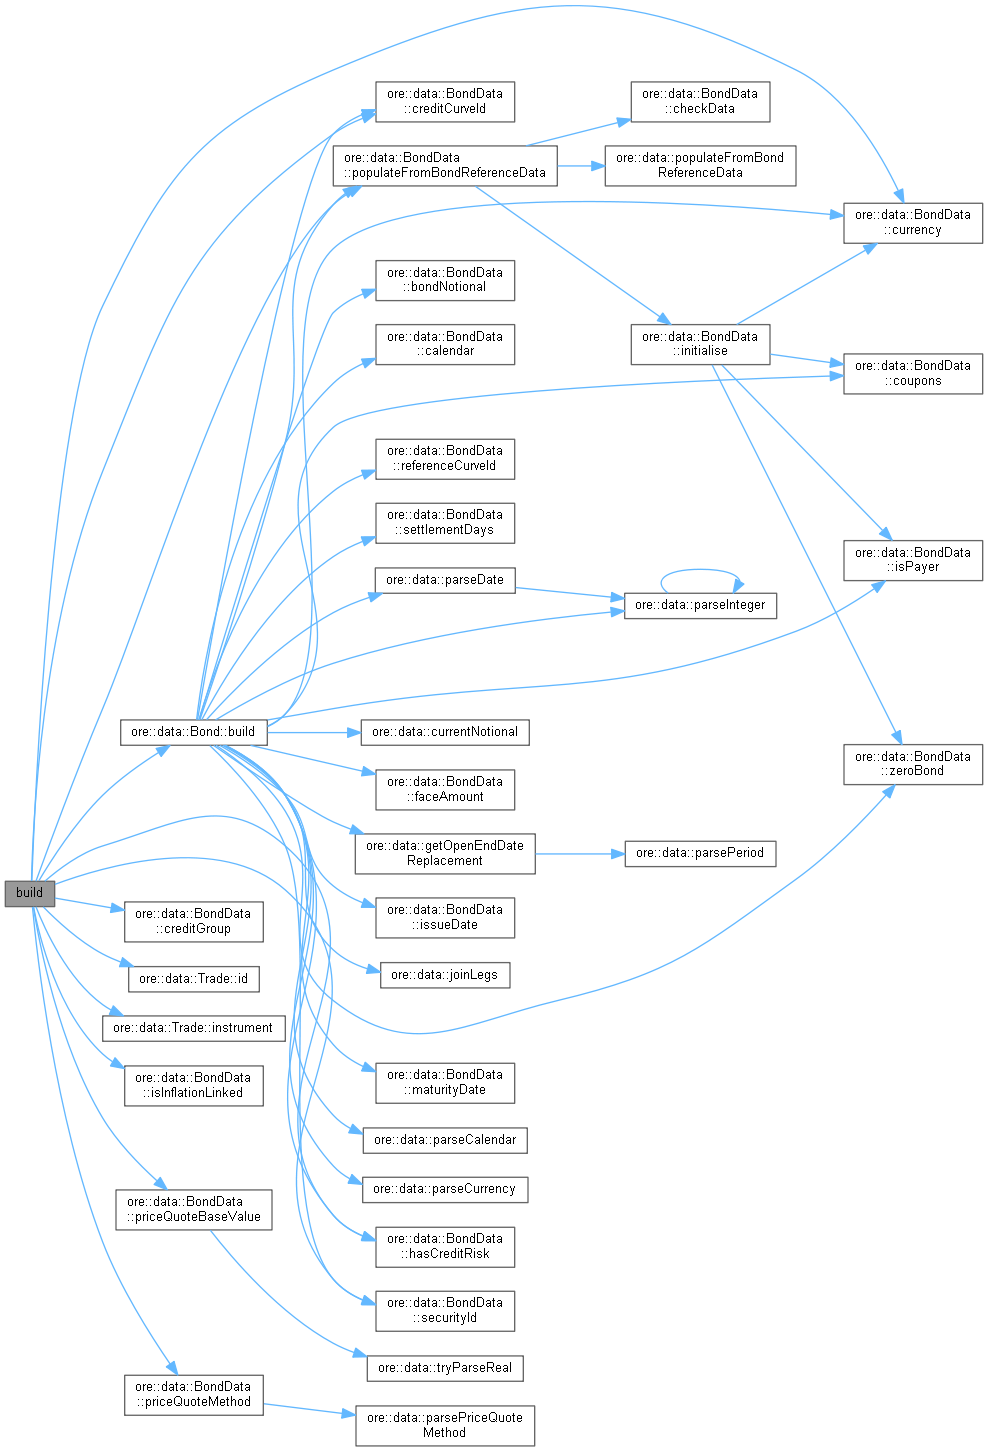 ore::data::BondData
::creditCurveId
ore::data::BondData
::checkData
ore::data::BondData
::populateFromBondReferenceData
ore::data::populateFromBond
ReferenceData
ore::data::BondData
::currency
ore::data::BondData
::bondNotional
ore::data::BondData
::calendar
ore::data::BondData
::initialise
ore::data::BondData
::coupons
ore::data::BondData
::referenceCurveId
ore::data::BondData
::settlementDays
ore::data::BondData
::isPayer
ore::data::parseDate
ore::data::parseInteger
ore::data::Bond::build
ore::data::currentNotional
ore::data::BondData
::zeroBond
ore::data::BondData
::faceAmount
ore::data::getOpenEndDate
Replacement
ore::data::parsePeriod
build
ore::data::BondData
::creditGroup
ore::data::BondData
::issueDate
ore::data::Trade::id
ore::data::joinLegs
ore::data::Trade::instrument
ore::data::BondData
::isInflationLinked
ore::data::BondData
::maturityDate
ore::data::parseCalendar
ore::data::parseCurrency
ore::data::BondData
::priceQuoteBaseValue
ore::data::BondData
::hasCreditRisk
ore::data::BondData
::securityId
ore::data::tryParseReal
ore::data::BondData
::priceQuoteMethod
ore::data::parsePriceQuote
Method